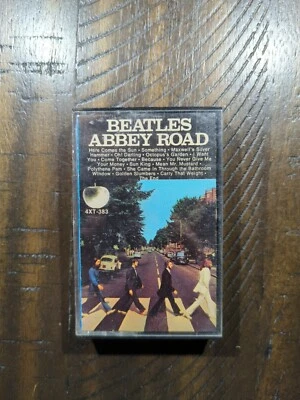 BEATLES
ABBEY ROAD
Here Comes the Sun • Something • Maxwell's Silver
Hammer • Oh! Darling • Octopus's Garden • I Want
You • Come Together • Because • You Never Give Me
Your Money • Sun King • Mean Mr. Mustard •
Polythene Pam • She Came In Through the Bathroom
Window • Golden Slumbers • Carry That Weight •
The End
4XT-383